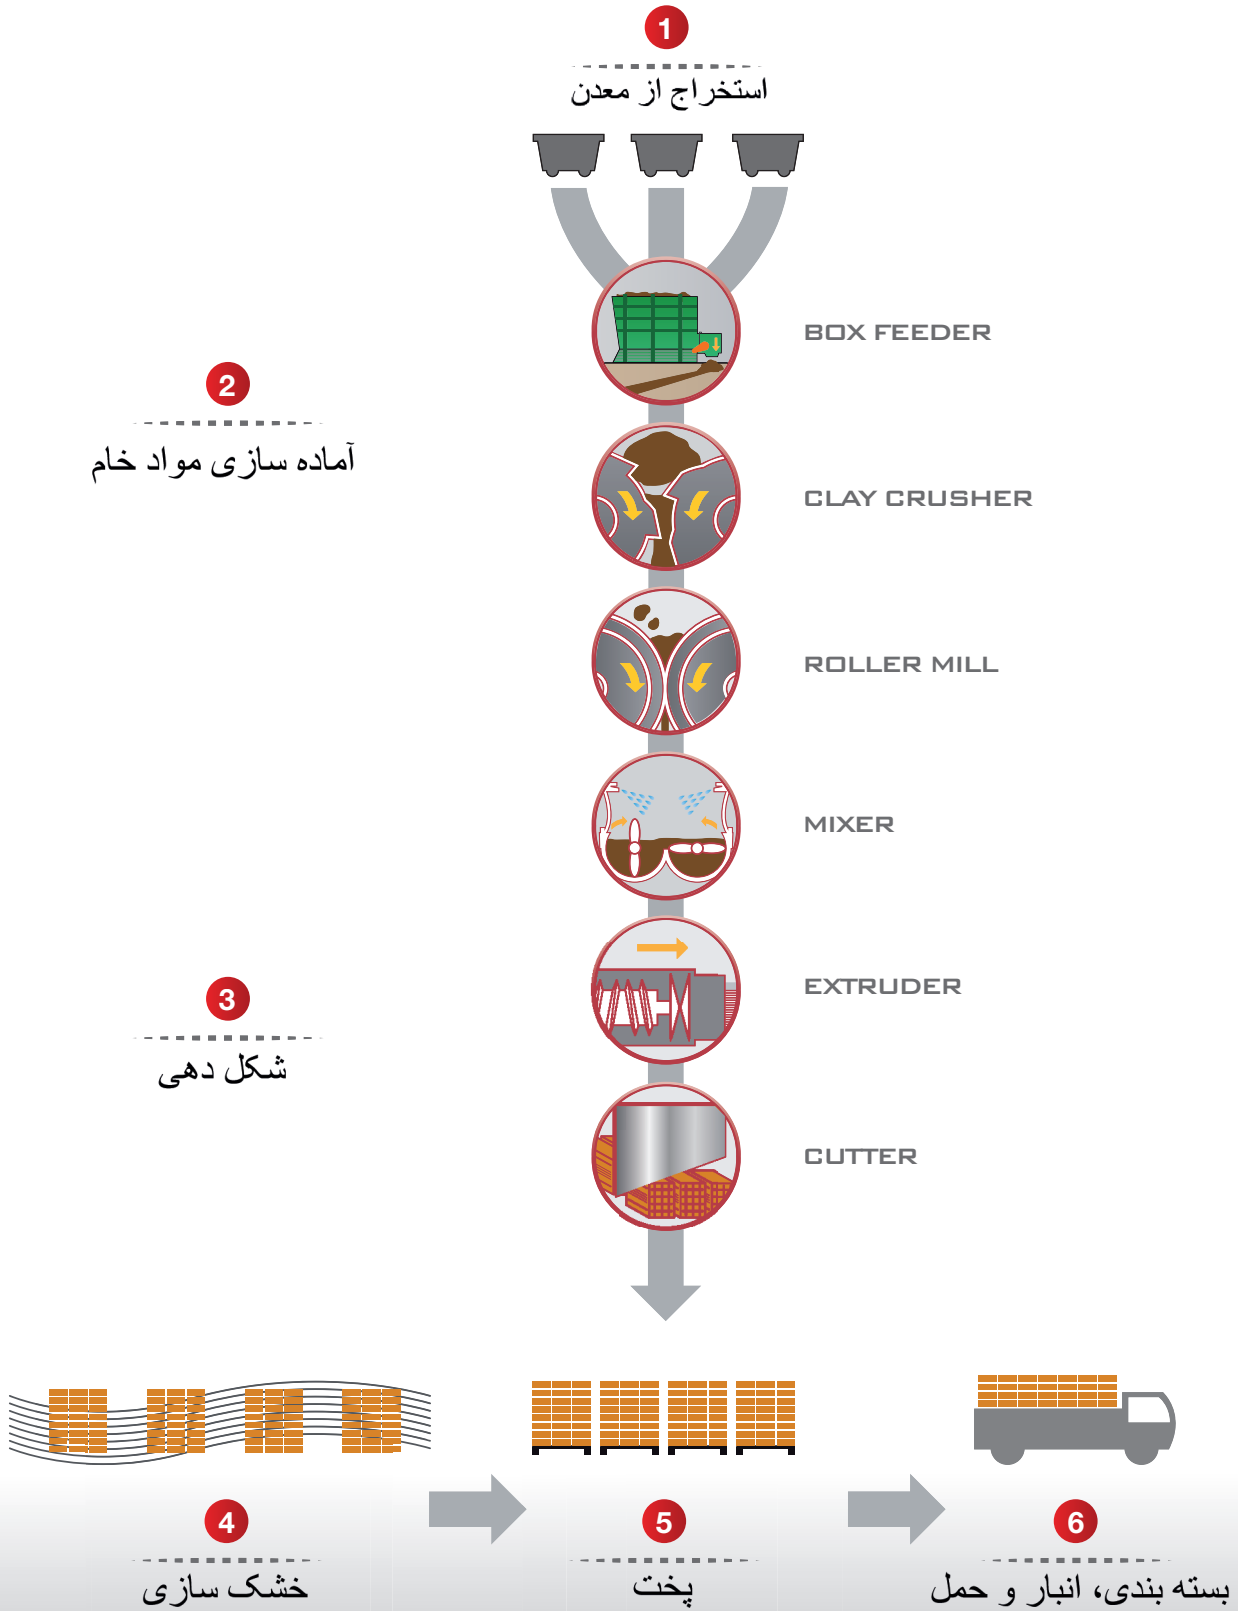 1
استخراج از معدن
BOX FEEDER
2
آماده سازی مواد خام
CLAY CRUSHER
ROLLER MILL
MIXER
3
شکل دهی
EXTRUDER
CUTTER
4
خشک سازی
5
پخت
6
بسته بندی، انبار و حمل